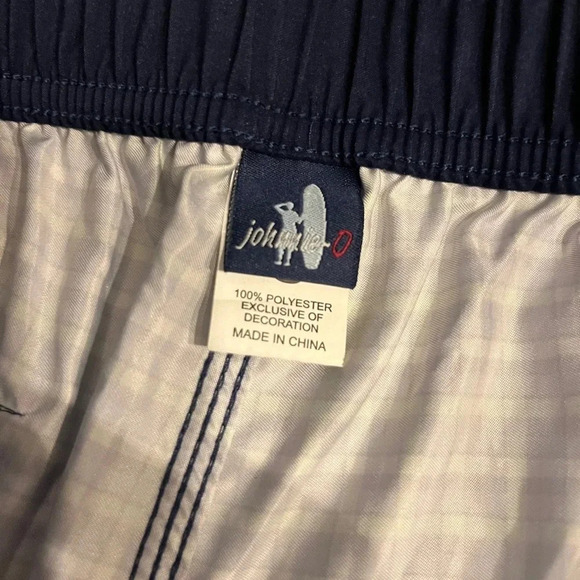 johnnie-O
100% POLYESTER
EXCLUSIVE OF
DECORATION
MADE IN CHINA